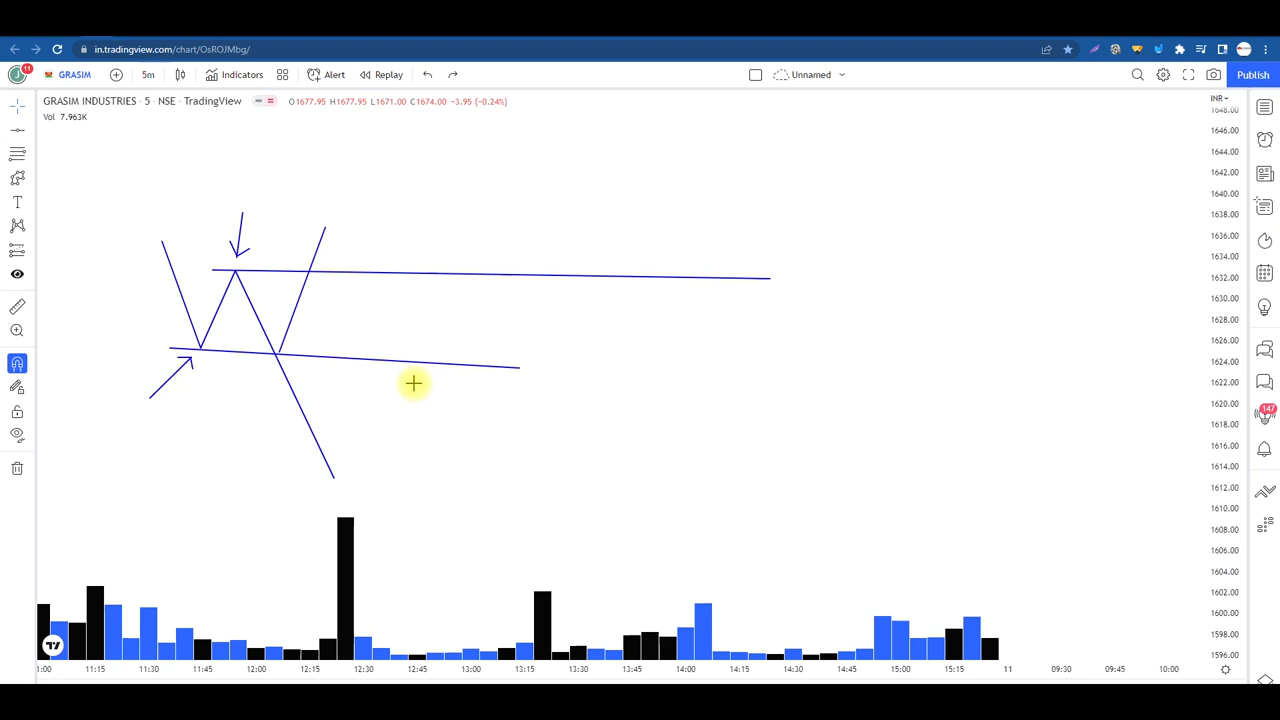 in.tradingview.com/chart/OsROJMbg/
11
GRASIM
5m
Indicators
Alert
Replay
Unnamed
Publish
GRASIM INDUSTRIES · 5 · NSE · TradingView
O1677.95 H1677.95 L1671.00 C1674.00 −3.95 (−0.24%)
Vol 7.963K
INR
1648.00
1646.00
1644.00
1642.00
1640.00
1638.00
1636.00
1634.00
1632.00
1630.00
1628.00
1626.00
1624.00
1622.00
1620.00
1618.00
1616.00
1614.00
1612.00
1610.00
1608.00
1606.00
1604.00
1602.00
1600.00
1598.00
1596.00
147
1:00 11:15 11:30 11:45 12:00 12:15 12:30 12:45 13:00 13:15 13:30 13:45 14:00 14:15 14:30 14:45 15:00 15:15 11 09:30 09:45 10:00